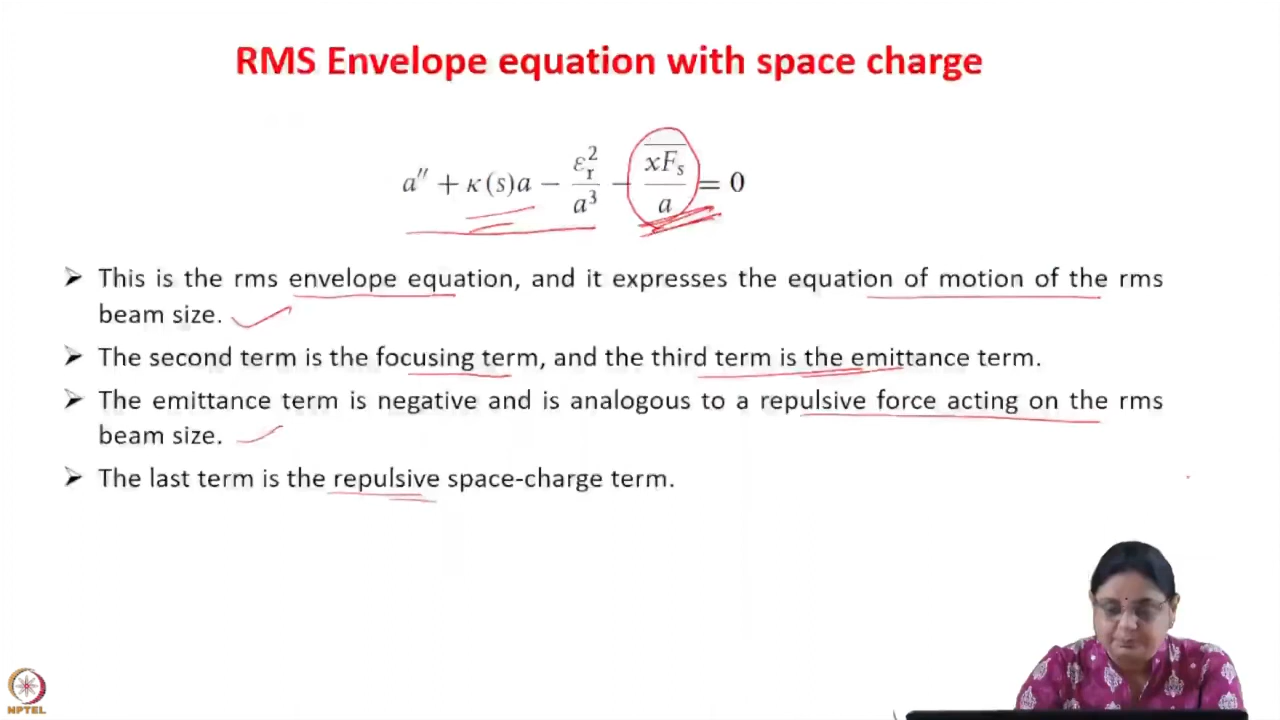 RMS Envelope equation with space charge
a″ + κ(s)a − ε_r²/a³ − \overline{xF_s}/a = 0
➢ This is the rms envelope equation, and it expresses the equation of motion of the rms
beam size.
➢ The second term is the focusing term, and the third term is the emittance term.
➢ The emittance term is negative and is analogous to a repulsive force acting on the rms
beam size.
➢ The last term is the repulsive space-charge term.
NPTEL